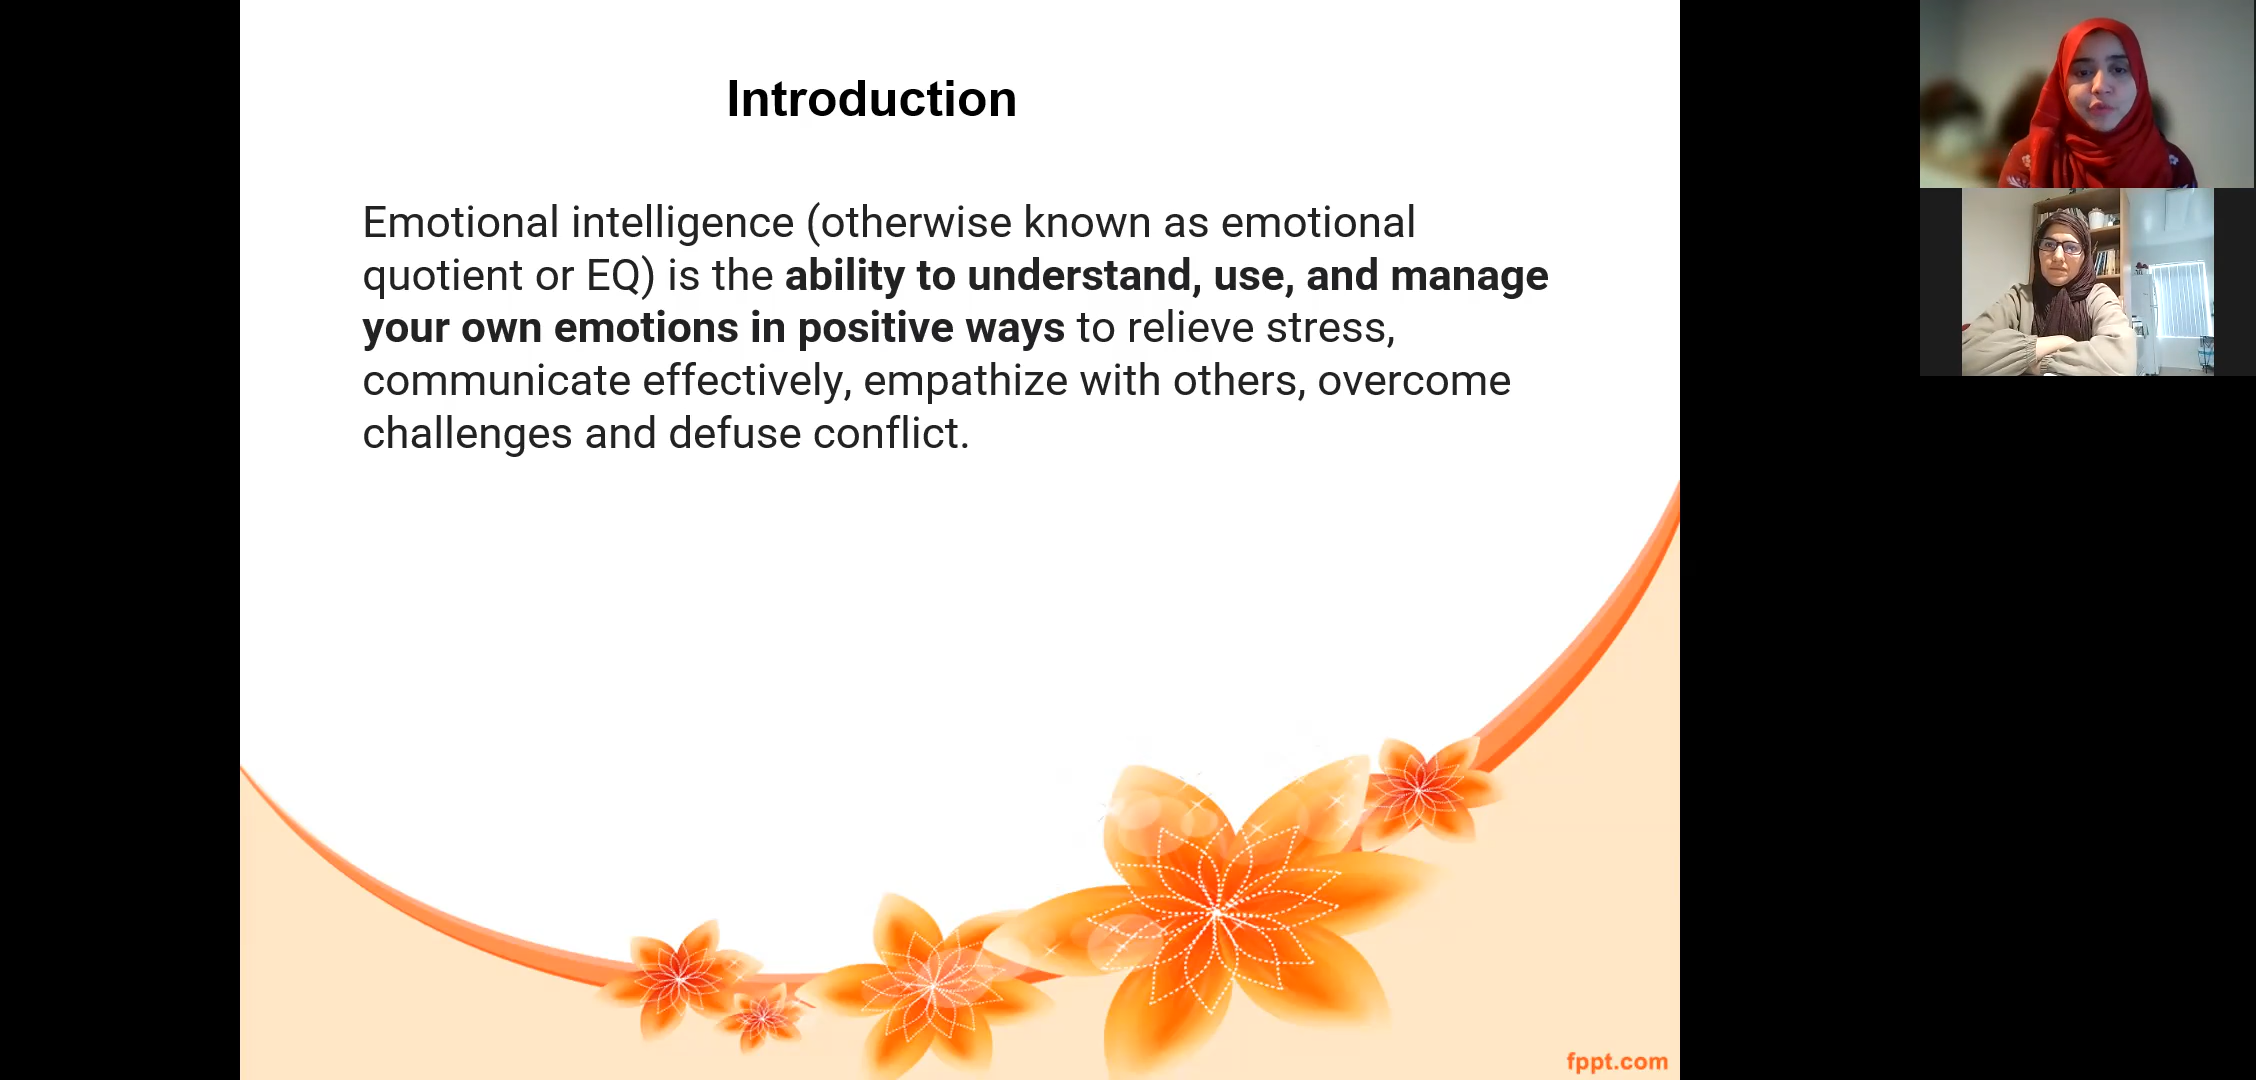 Introduction
Emotional intelligence (otherwise known as emotional
quotient or EQ) is the ability to understand, use, and manage
your own emotions in positive ways to relieve stress,
communicate effectively, empathize with others, overcome
challenges and defuse conflict.
fppt.com